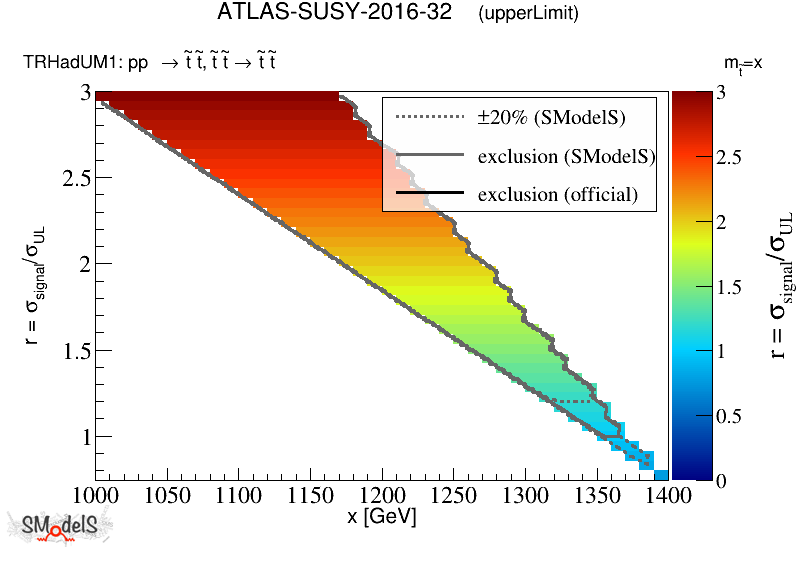 ATLAS-SUSY-2016-32 (upperLimit)
TRHadUM1: pp → t̃ t̃, t̃ t̃ → t̃ t̃
m_t̃=x
±20% (SModelS)
exclusion (SModelS)
exclusion (official)
r = σ_signal/σ_UL
3
2.5
2
1.5
1
1000 1050 1100 1150 1200 1250 1300 1350 1400
x [GeV]
3
2.5
2
1.5
1
0.5
0
r = σ_signal/σ_UL
SModelS